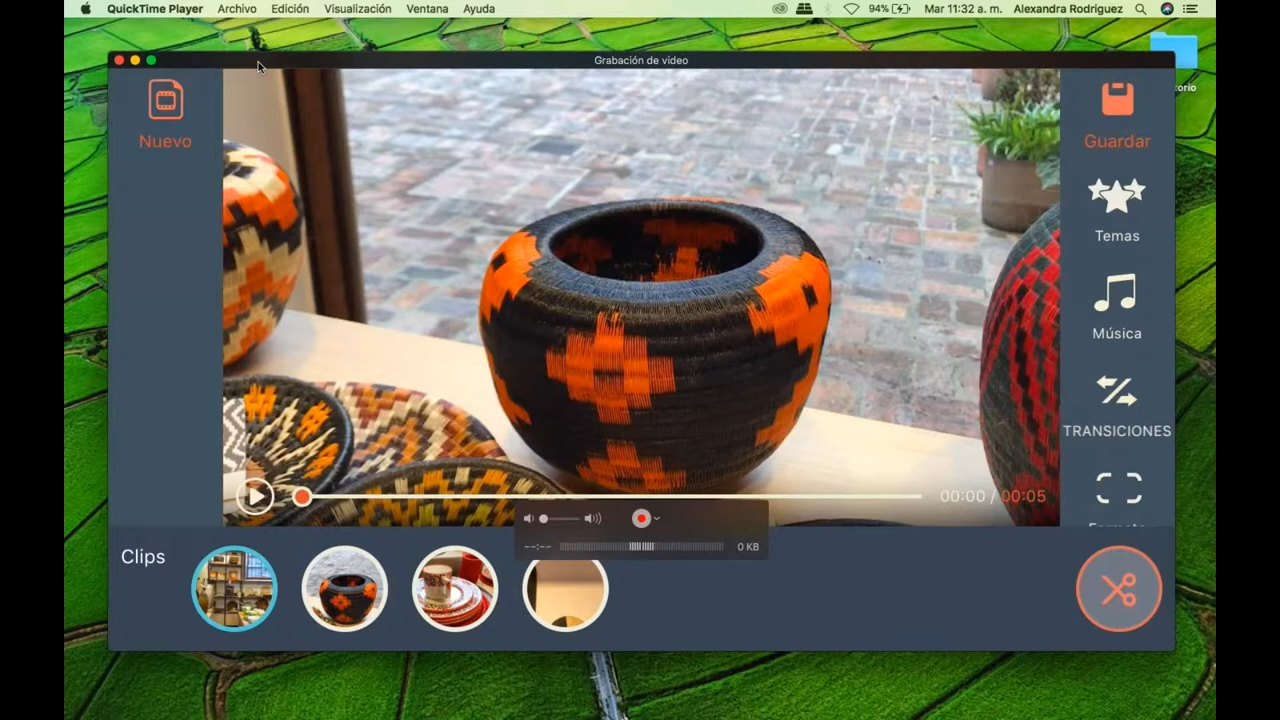 QuickTime Player Archivo Edición Visualización Ventana Ayuda 94% Mar 11:32 a. m. Alexandra Rodriguez
Grabación de video
torio
Nuevo
Guardar
Temas
Música
TRANSICIONES
00:00 / 00:05
--:--
0 KB
Clips